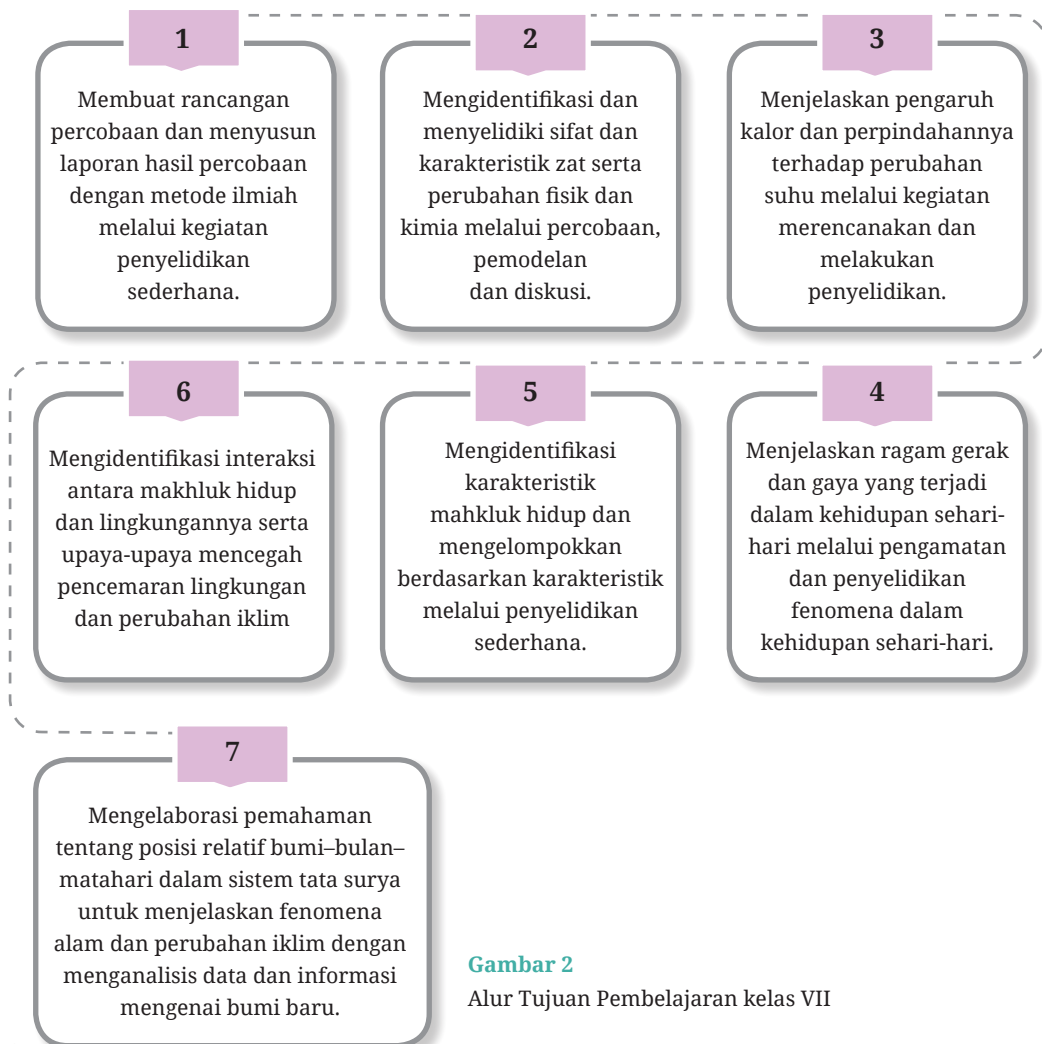 1
Membuat rancangan
percobaan dan menyusun
laporan hasil percobaan
dengan metode ilmiah
melalui kegiatan
penyelidikan
sederhana.
2
Mengidentifikasi dan
menyelidiki sifat dan
karakteristik zat serta
perubahan fisik dan
kimia melalui percobaan,
pemodelan
dan diskusi.
3
Menjelaskan pengaruh
kalor dan perpindahannya
terhadap perubahan
suhu melalui kegiatan
merencanakan dan
melakukan
penyelidikan.
4
Menjelaskan ragam gerak
dan gaya yang terjadi
dalam kehidupan sehari-
hari melalui pengamatan
dan penyelidikan
fenomena dalam
kehidupan sehari-hari.
5
Mengidentifikasi
karakteristik
mahkluk hidup dan
mengelompokkan
berdasarkan karakteristik
melalui penyelidikan
sederhana.
6
Mengidentifikasi interaksi
antara makhluk hidup
dan lingkungannya serta
upaya-upaya mencegah
pencemaran lingkungan
dan perubahan iklim
7
Mengelaborasi pemahaman
tentang posisi relatif bumi–bulan–
matahari dalam sistem tata surya
untuk menjelaskan fenomena
alam dan perubahan iklim dengan
menganalisis data dan informasi
mengenai bumi baru.
Gambar 2
Alur Tujuan Pembelajaran kelas VII